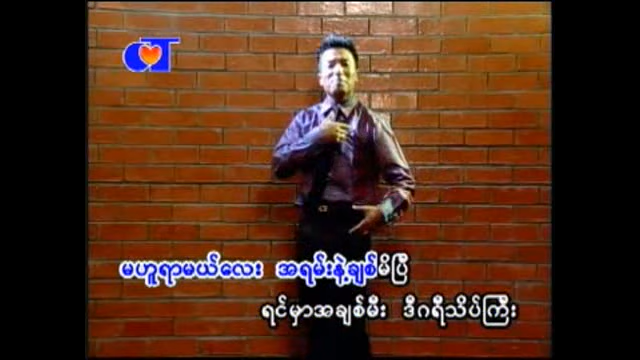 CT
မဟူရာမယ်လေး အရမ်းနဲ့ချစ်မိပြီ
ရင်မှာအချစ်မီး ဒီဂရီသိပ်ကြီး